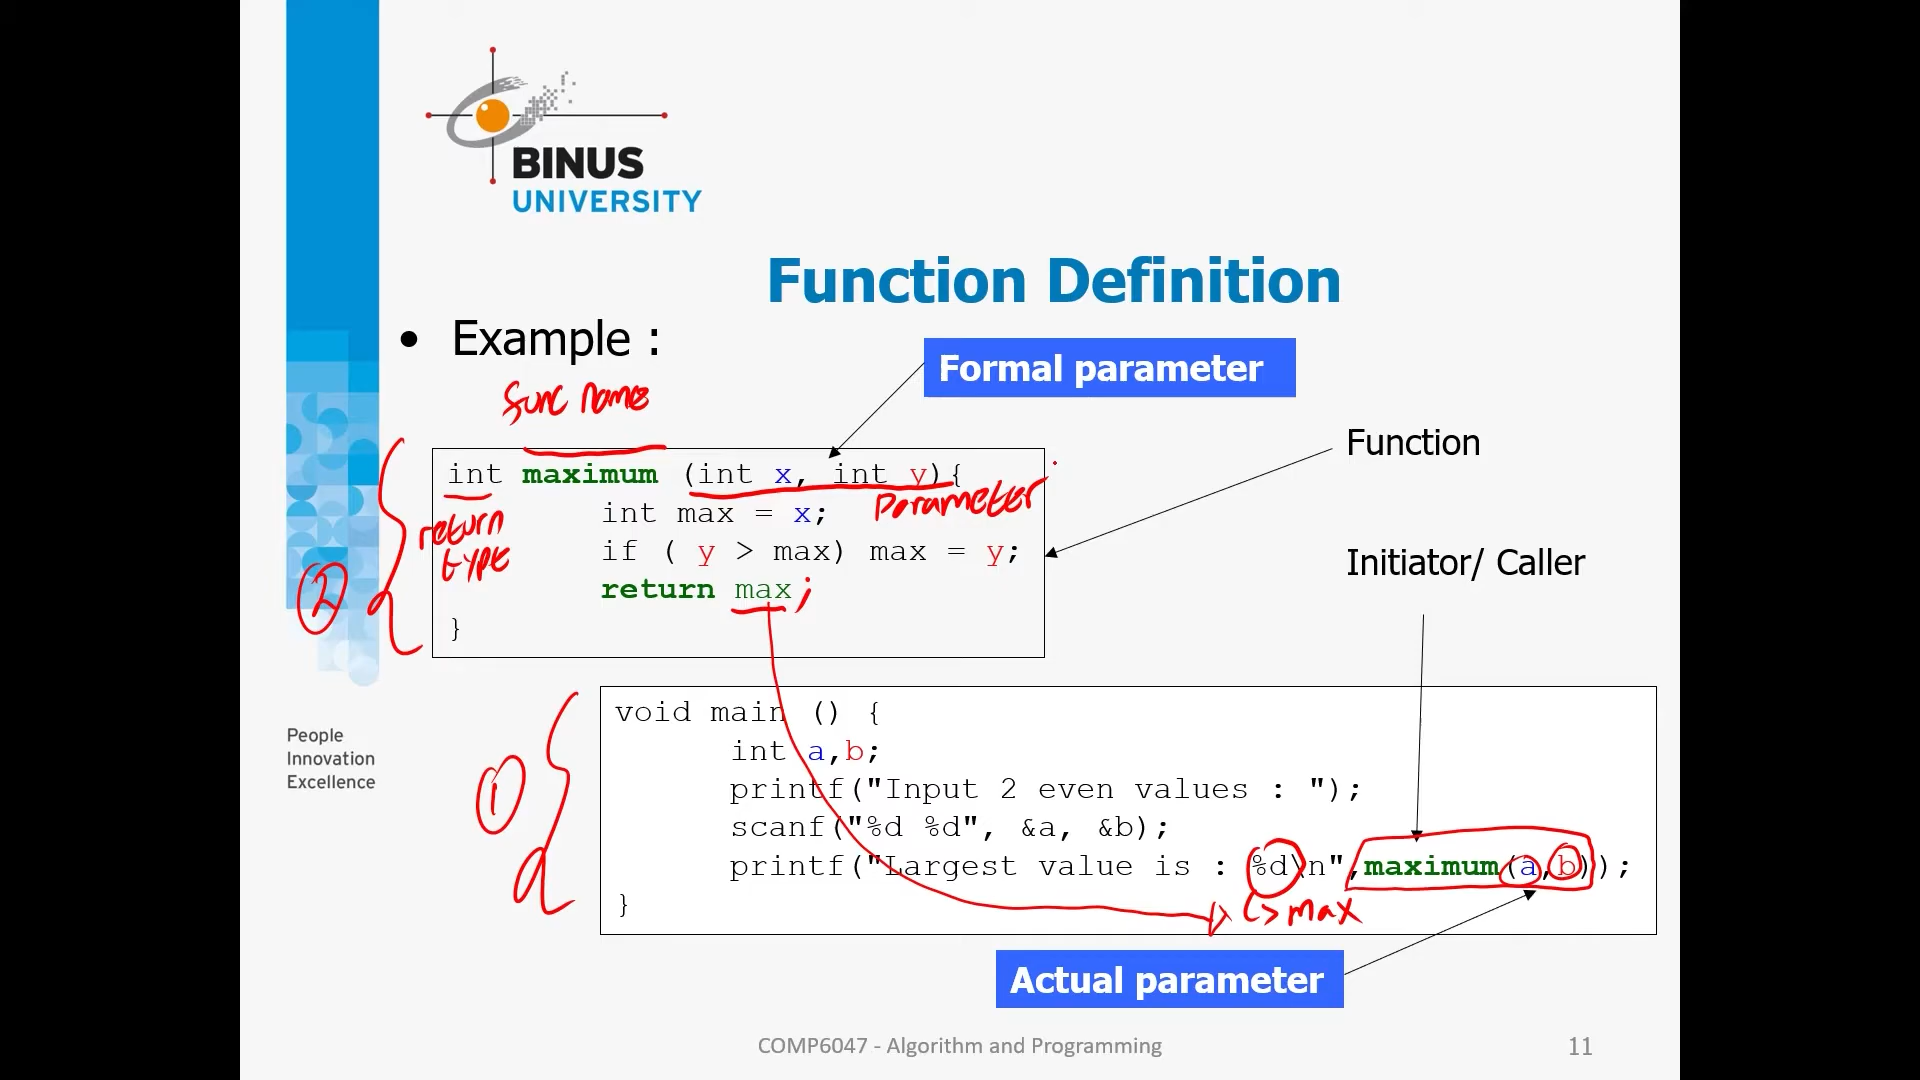 BINUS
UNIVERSITY
Function Definition
• Example :
Formal parameter
func name
Function
int maximum (int x, int y){
parameter
int max = x;
return
type
if ( y > max) max = y;
Initiator/ Caller
return max;
}
2
void main () {
int a,b;
printf("Input 2 even values : ");
scanf("%d %d", &a, &b);
printf("Largest value is : %d\n",maximum(a,b));
}
max
1
People
Innovation
Excellence
Actual parameter
COMP6047 - Algorithm and Programming
11